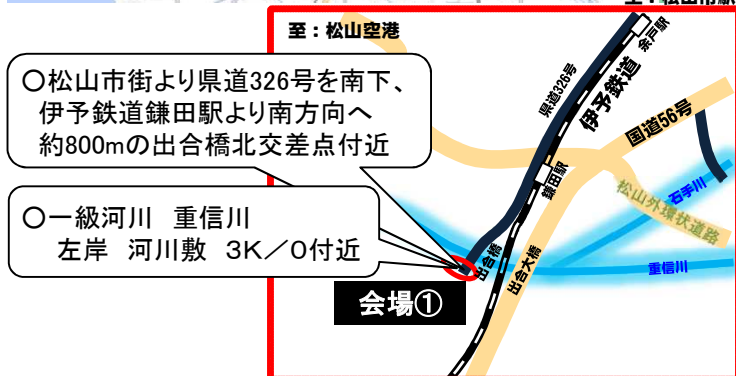 至：松山市駅
至：松山空港
余戸駅
○松山市街より県道326号を南下、
伊予鉄道鎌田駅より南方向へ
約800mの出合橋北交差点付近
県道326号
伊予鉄道
国道56号
鎌田駅
石手川
松山外環状道路
○一級河川　重信川
左岸　河川敷　3K／0付近
出合橋
出合大橋
重信川
会場①